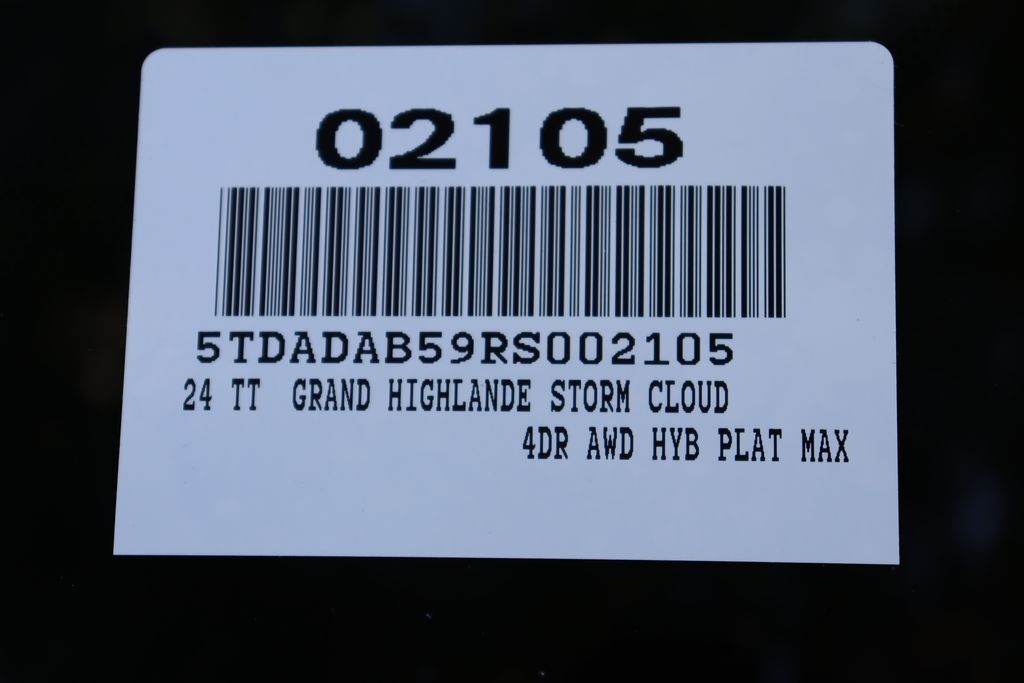 02105
5TDADAB59RS002105
24 TT GRAND HIGHLANDE STORM CLOUD
4DR AWD HYB PLAT MAX